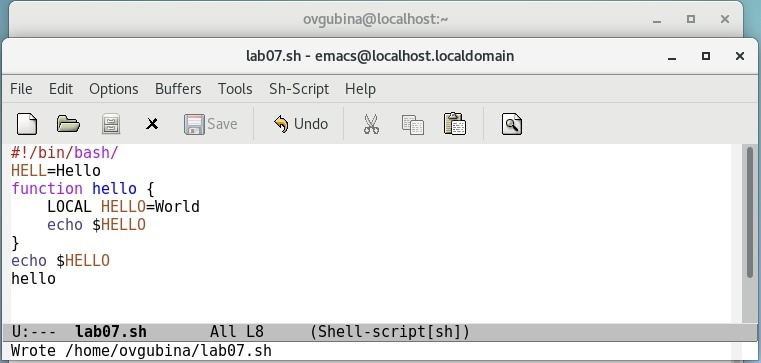 ovgubina@localhost:~
lab07.sh - emacs@localhost.localdomain
File Edit Options Buffers Tools Sh-Script Help
Save Undo
#!/bin/bash/
HELL=Hello
function hello {
    LOCAL HELLO=World
    echo $HELLO
}
echo $HELLO
hello
U:---  lab07.sh       All L8     (Shell-script[sh])
Wrote /home/ovgubina/lab07.sh